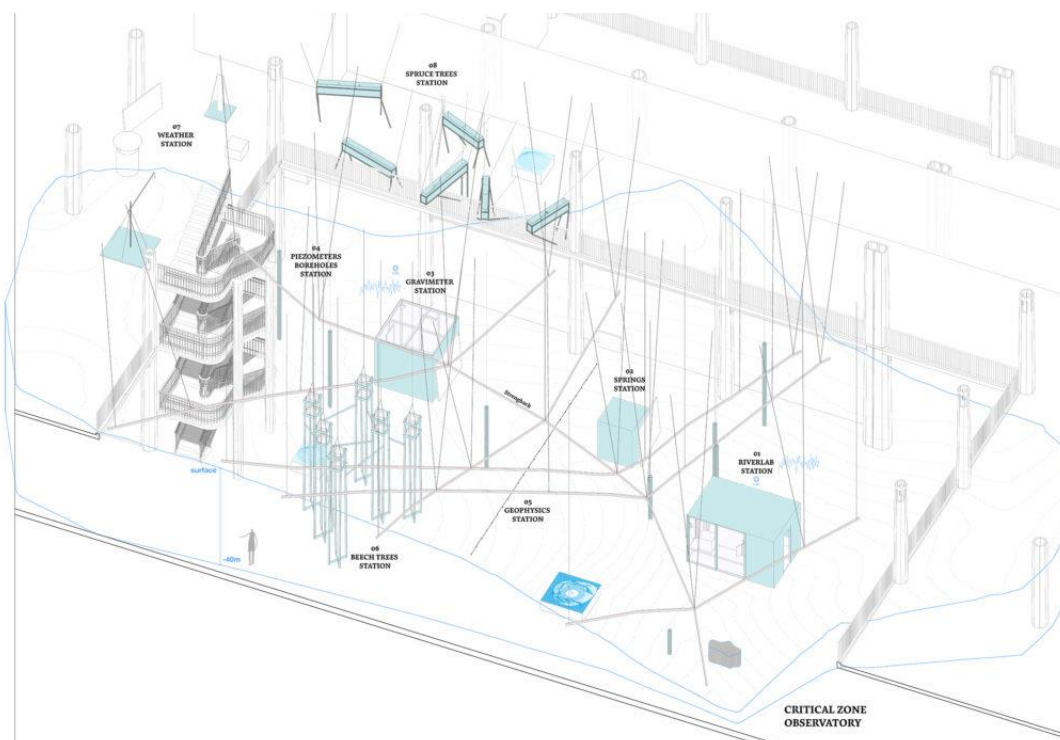 08
SPRUCE TREES
STATION
07
WEATHER
STATION
04
PIEZOMETERS
BOREHOLES
STATION
03
GRAVIMETER
STATION
02
SPRINGS
STATION
Strengbach
01
RIVERLAB
STATION
surface
05
GEOPHYSICS
STATION
-40m
06
BEECH TREES
STATION
CRITICAL ZONE
OBSERVATORY